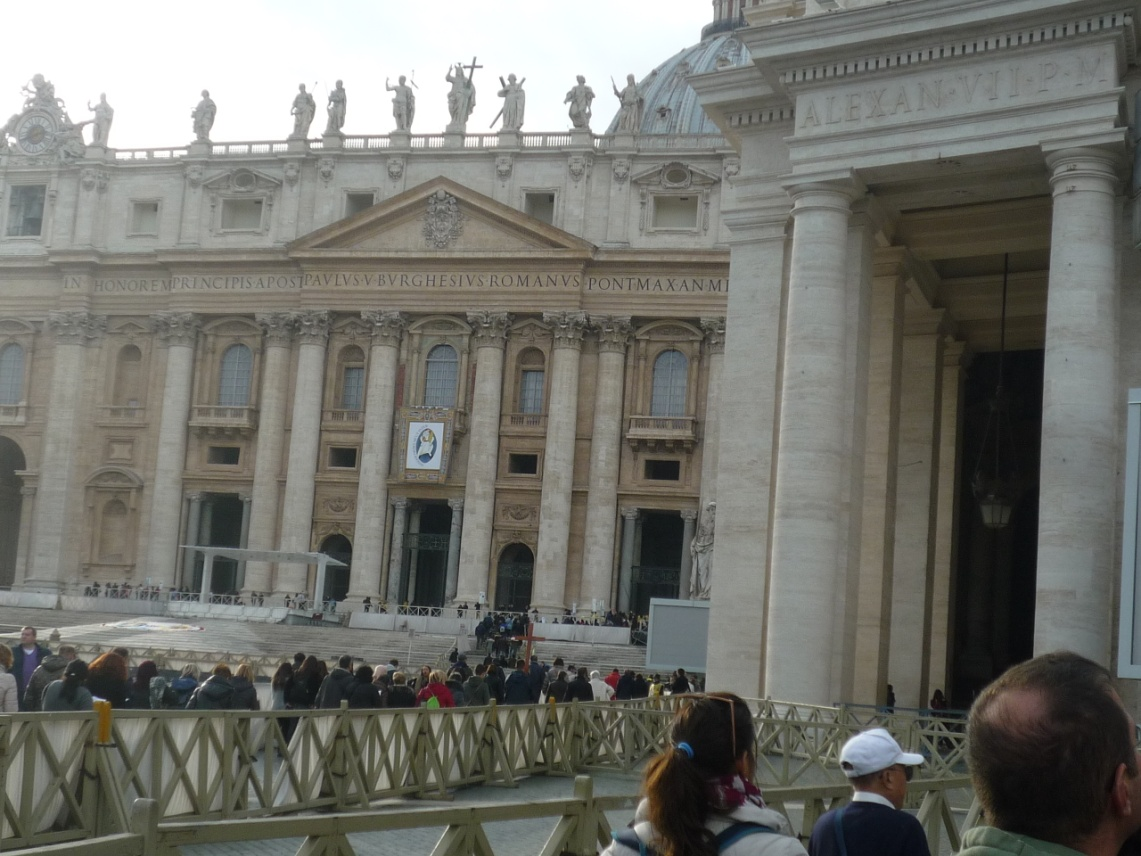 ALEXAN·VII·P·M
IN HONOREM PRINCIPIS APOST PAVLVS V BVRGHESIVS ROMANVS PONT MAX AN MI